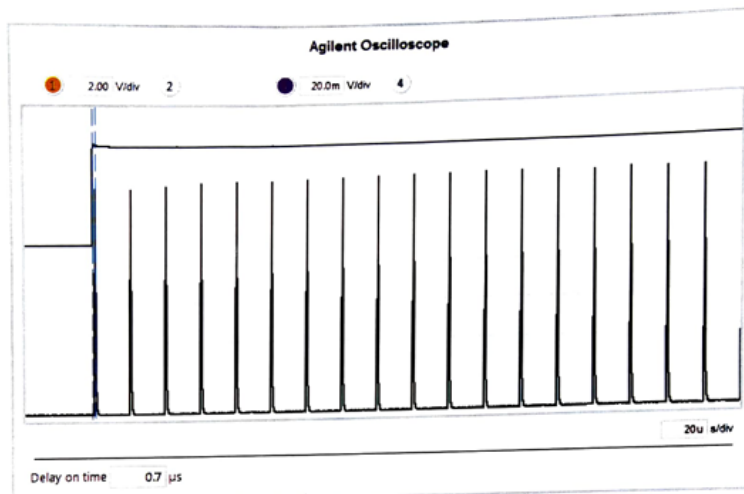 Agilent Oscilloscope
1 2.00 V/div 2 20.0m V/div 4
20u s/div
Delay on time 0.7 µs